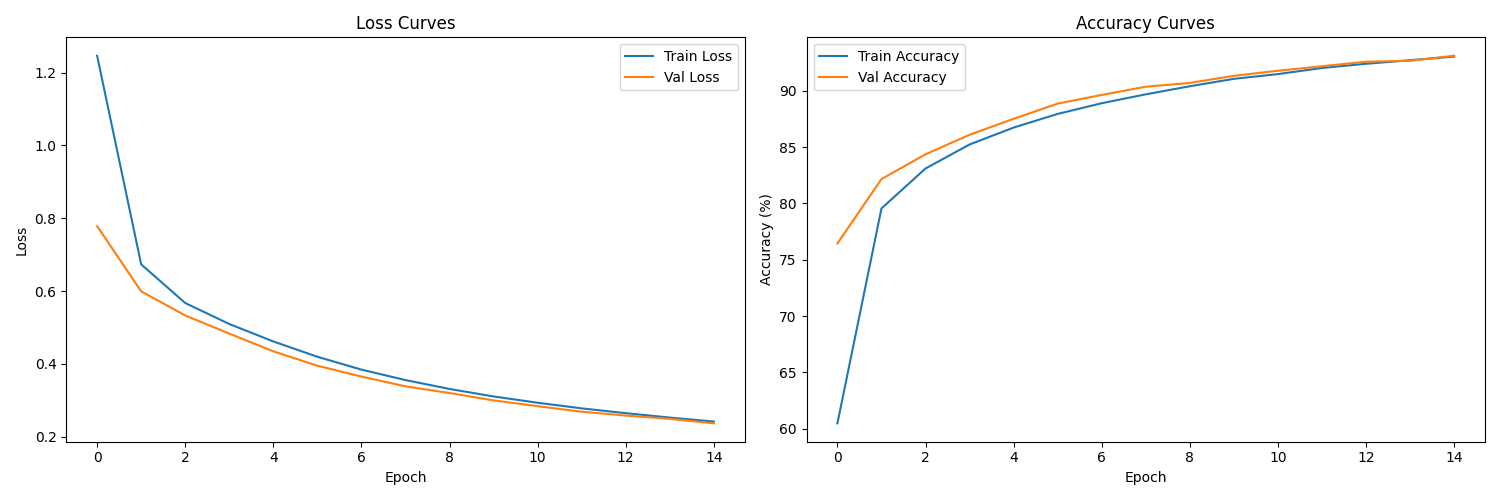 Loss Curves
Train Loss
Val Loss
Loss
1.2
1.0
0.8
0.6
0.4
0.2
0 2 4 6 8 10 12 14
Epoch
Accuracy Curves
Train Accuracy
Val Accuracy
Accuracy (%)
90
85
80
75
70
65
60
0 2 4 6 8 10 12 14
Epoch